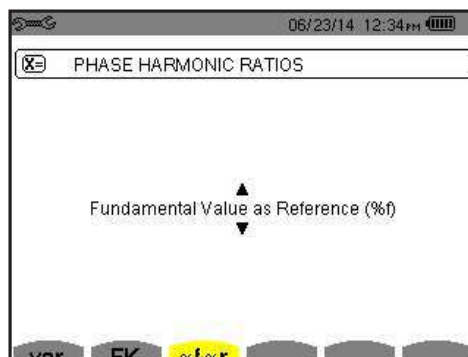 06/23/14 12:34PM
X= PHASE HARMONIC RATIOS
Fundamental Value as Reference (%f)
var FK %f %r